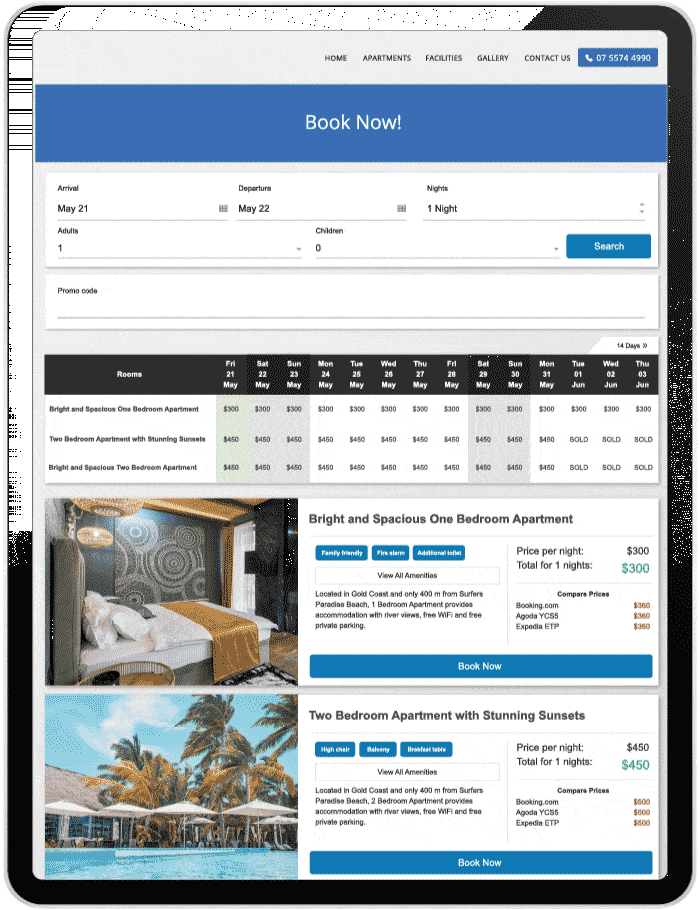 HOME APARTMENTS FACILITIES GALLERY CONTACT US 07 5574 4990
Book Now!
Arrival Departure Nights
May 21 May 22 1 Night
Adults Children
1 0 Search
Promo code
14 Days »
Rooms Fri 21 May Sat 22 May Sun 23 May Mon 24 May Tue 25 May Wed 26 May Thu 27 May Fri 28 May Sat 29 May Sun 30 May Mon 31 May Tue 01 Jun Wed 02 Jun Thu 03 Jun
Bright and Spacious One Bedroom Apartment $300 $300 $300 $300 $300 $300 $300 $300 $300 $300 $300 $300 $300 $300
Two Bedroom Apartment with Stunning Sunsets $450 $450 $450 $450 $450 $450 $450 $450 $450 $450 $450 SOLD SOLD SOLD
Bright and Spacious Two Bedroom Apartment $450 $450 $450 $450 $450 $450 $450 $450 $450 $450 $450 SOLD SOLD SOLD
Bright and Spacious One Bedroom Apartment
Family friendly Fire alarm Additional toilet
View All Amenities
Located in Gold Coast and only 400 m from Surfers
Paradise Beach, 1 Bedroom Apartment provides
accommodation with river views, free WiFi and free
private parking.
Price per night: $300
Total for 1 nights: $300
Compare Prices
Booking.com $360
Agoda YCS5 $360
Expedia ETP $360
Book Now
Two Bedroom Apartment with Stunning Sunsets
High chair Balcony Breakfast table
View All Amenities
Located in Gold Coast and only 400 m from Surfers
Paradise Beach, 2 Bedroom Apartment provides
accommodation with river views, free WiFi and free
private parking.
Price per night: $450
Total for 1 nights: $450
Compare Prices
Booking.com $500
Agoda YCS5 $500
Expedia ETP $500
Book Now